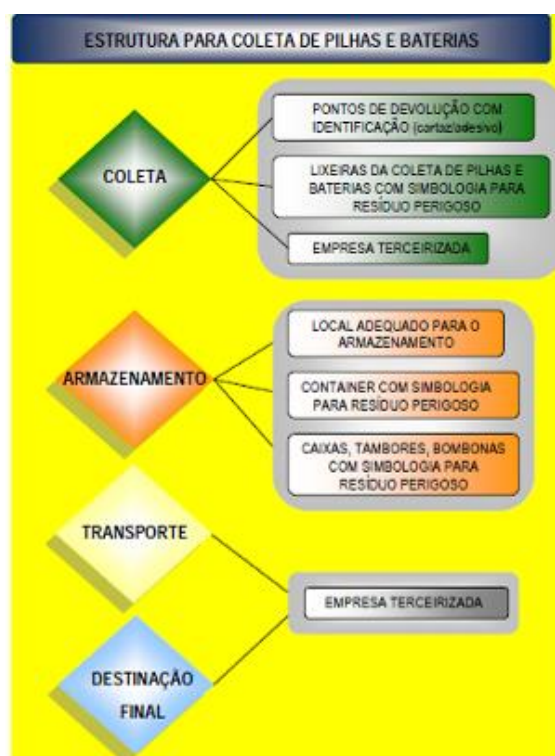 ESTRUTURA PARA COLETA DE PILHAS E BATERIAS
COLETA
PONTOS DE DEVOLUÇÃO COM
IDENTIFICAÇÃO (cartaz/adesivo)
LIXEIRAS DA COLETA DE PILHAS E
BATERIAS COM SIMBOLOGIA PARA
RESÍDUO PERIGOSO
EMPRESA TERCEIRIZADA
ARMAZENAMENTO
LOCAL ADEQUADO PARA O
ARMAZENAMENTO
CONTAINER COM SIMBOLOGIA
PARA RESÍDUO PERIGOSO
CAIXAS, TAMBORES, BOMBONAS
COM SIMBOLOGIA PARA
RESÍDUO PERIGOSO
TRANSPORTE
EMPRESA TERCEIRIZADA
DESTINAÇÃO
FINAL